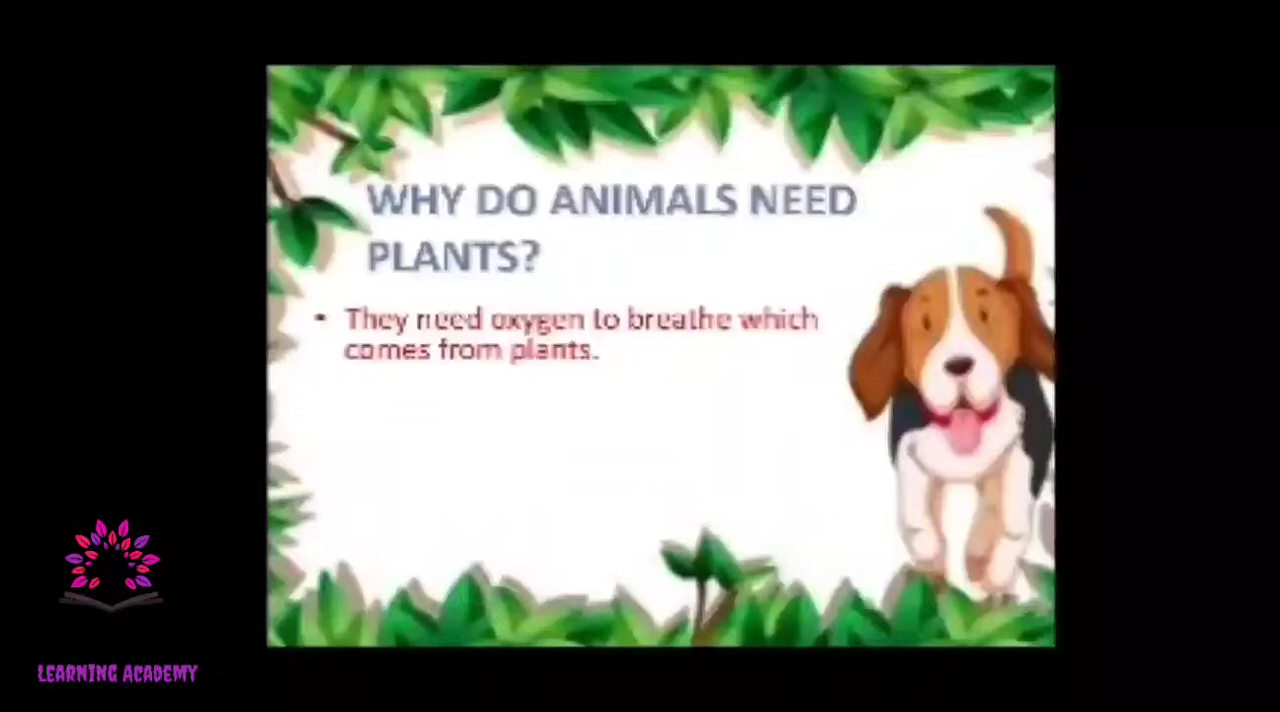 WHY DO ANIMALS NEED
PLANTS?
• They need oxygen to breathe which
comes from plants.
LEARNING ACADEMY